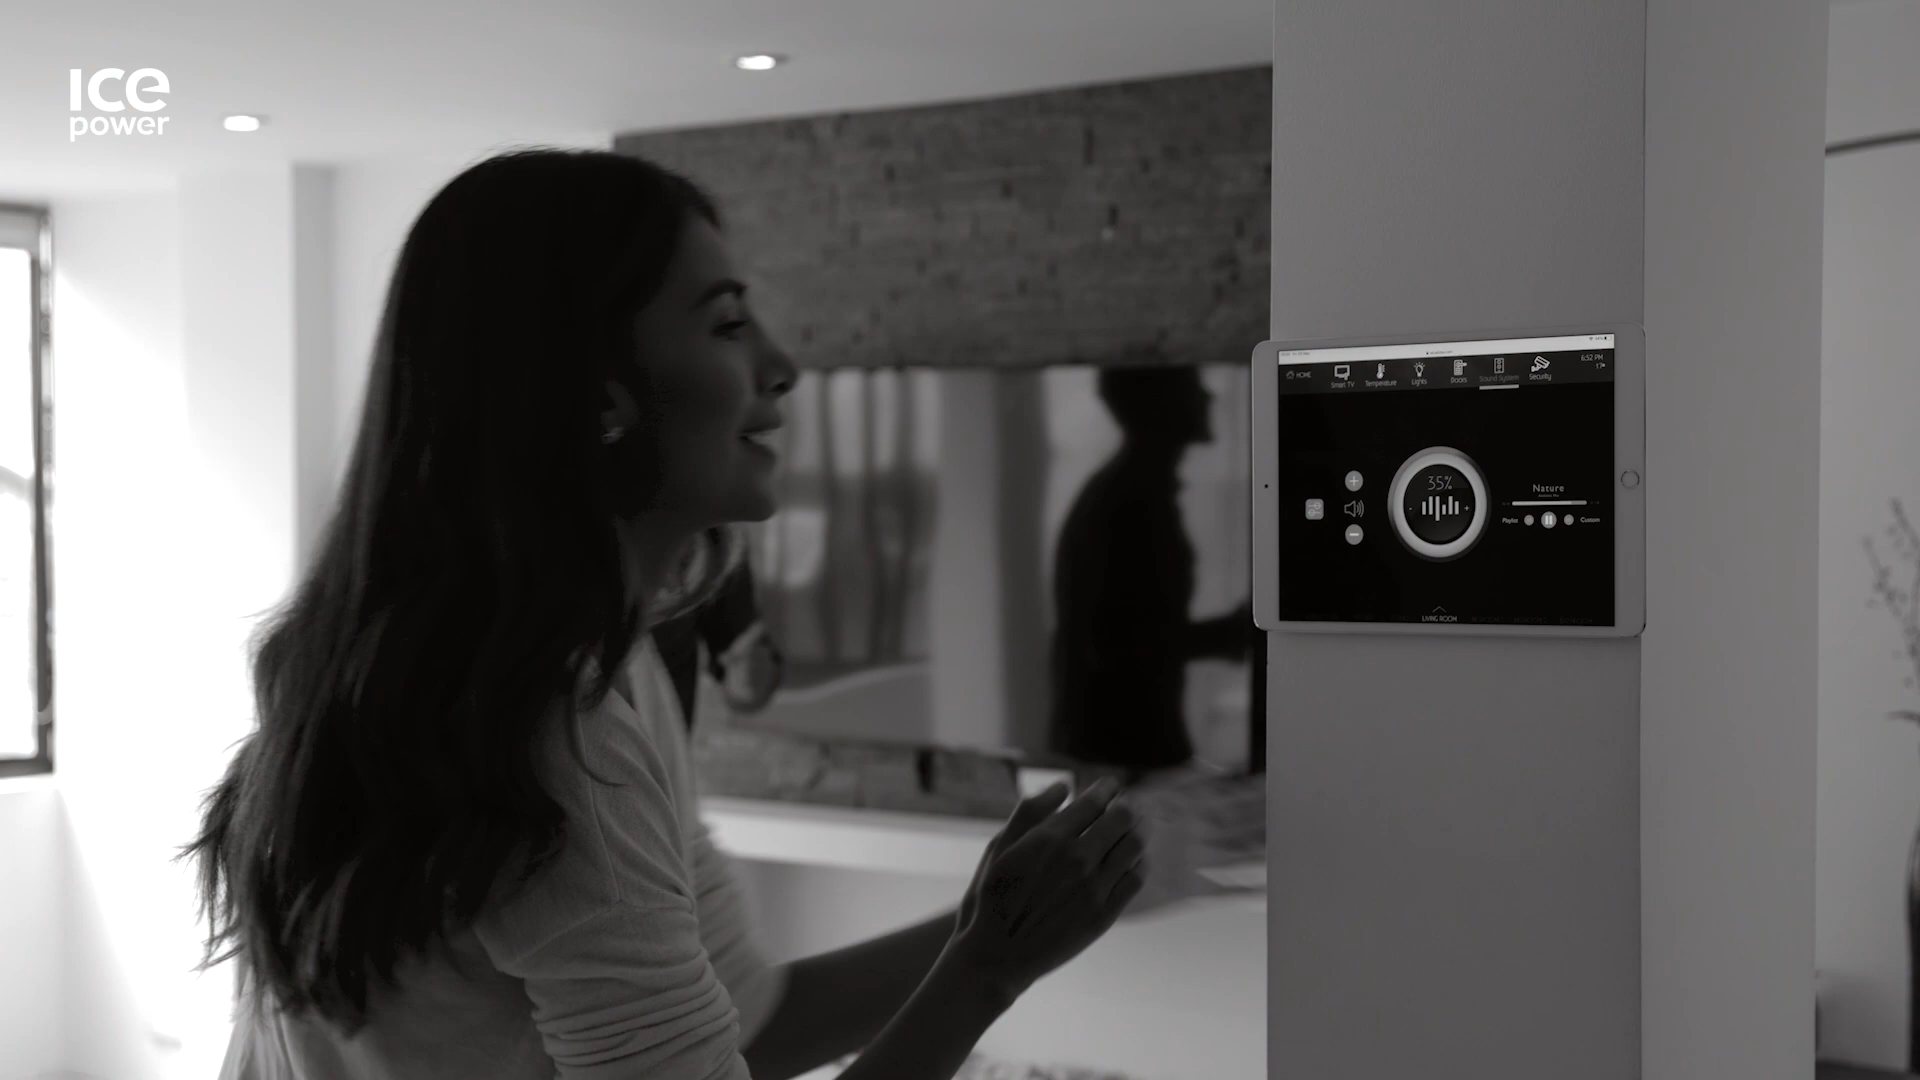 ICe
power
HOME
Smart TV
Temperature
Lights
Doors
Sound System
Security
6:52 PM
17°
35%
- +
Nature
Playlist
Custom
LIVING ROOM